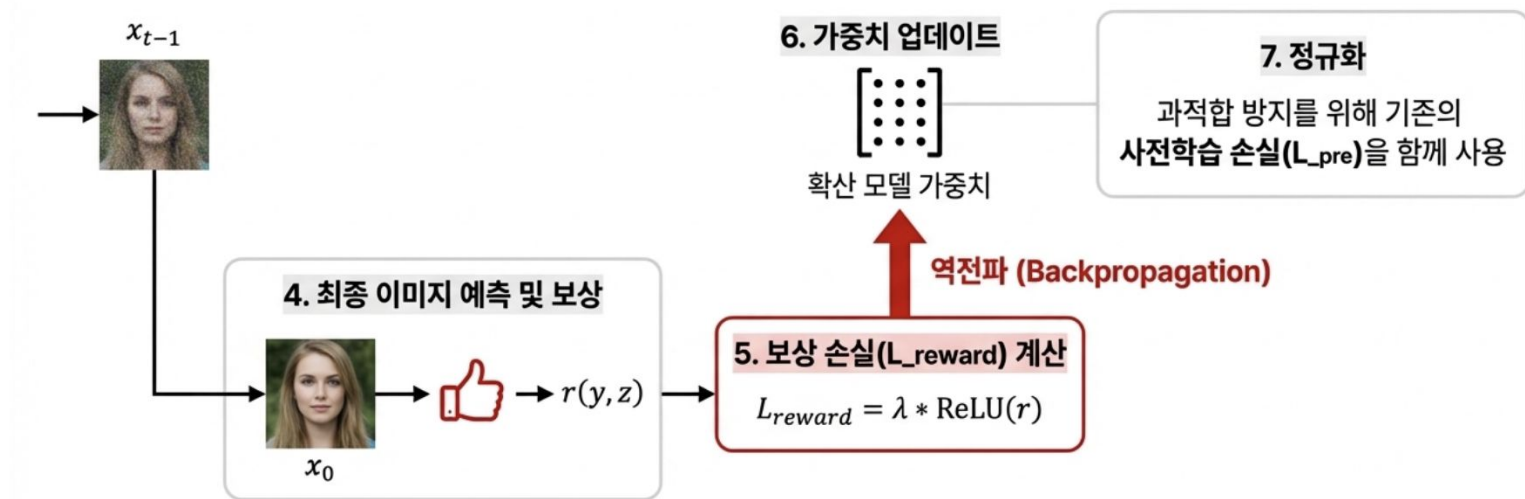 x_{t−1}
4. 최종 이미지 예측 및 보상
x_0
r(y, z)
5. 보상 손실(L_reward) 계산
L_{reward} = λ * ReLU(r)
역전파 (Backpropagation)
6. 가중치 업데이트
확산 모델 가중치
7. 정규화
과적합 방지를 위해 기존의
사전학습 손실(L_pre)을 함께 사용